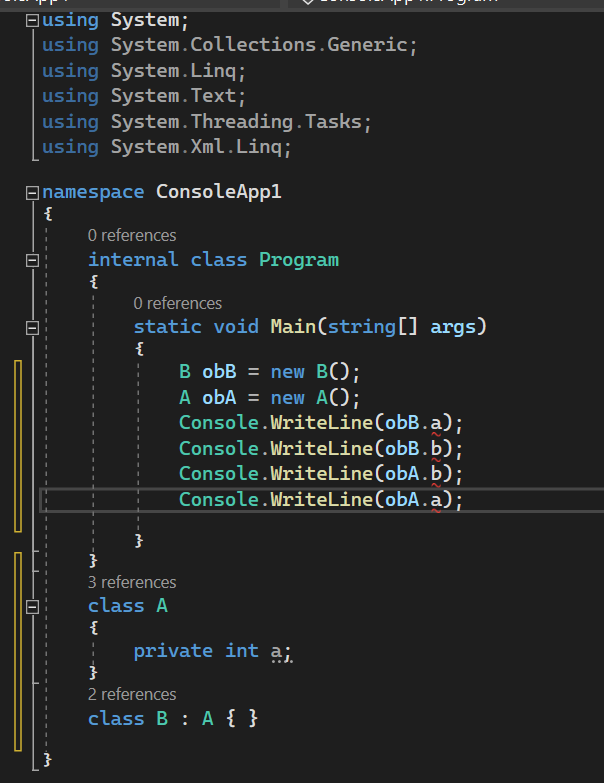 using System;
using System.Collections.Generic;
using System.Linq;
using System.Text;
using System.Threading.Tasks;
using System.Xml.Linq;
namespace ConsoleApp1
{
0 references
internal class Program
{
0 references
static void Main(string[] args)
{
B obB = new B();
A obA = new A();
Console.WriteLine(obB.a);
Console.WriteLine(obB.b);
Console.WriteLine(obA.b);
Console.WriteLine(obA.a);
}
}
3 references
class A
{
private int a;
}
2 references
class B : A { }
}